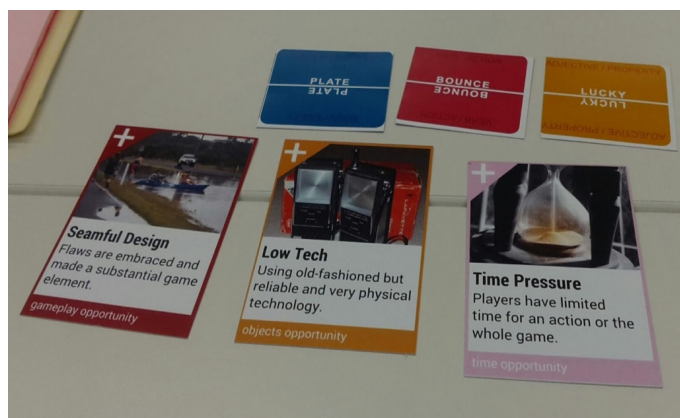 PLATE
PLATE
BOUNCE
BOUNCE
ADJECTIVE / PROPERTY
LUCKY
LUCKY
ADJECTIVE / PROPERTY
+
Seamful Design
Flaws are embraced and
made a substantial game
element.
gameplay opportunity
+
Low Tech
Using old-fashioned but
reliable and very physical
technology.
objects opportunity
+
Time Pressure
Players have limited
time for an action or the
whole game.
time opportunity